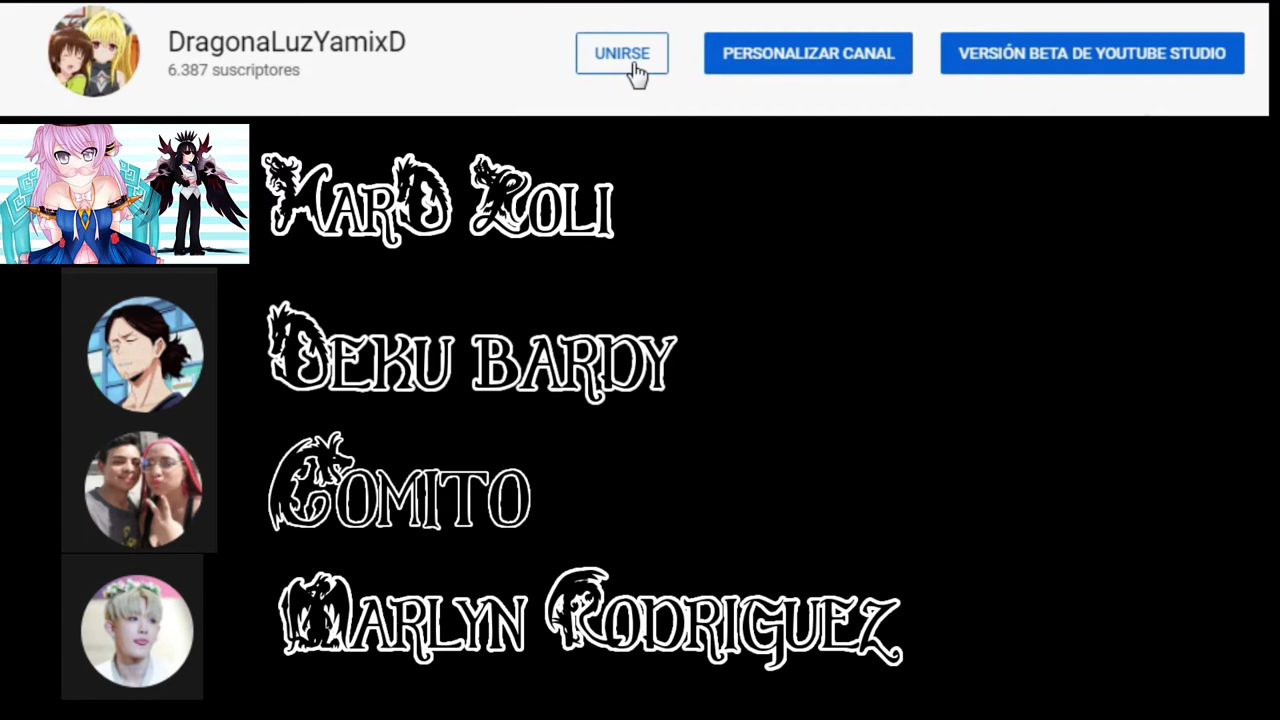 DragonaLuzYamixD
6.387 suscriptores
UNIRSE
PERSONALIZAR CANAL
VERSIÓN BETA DE YOUTUBE STUDIO
HarD Loli
Deku bardy
Comito
Marlyn Rodriguez